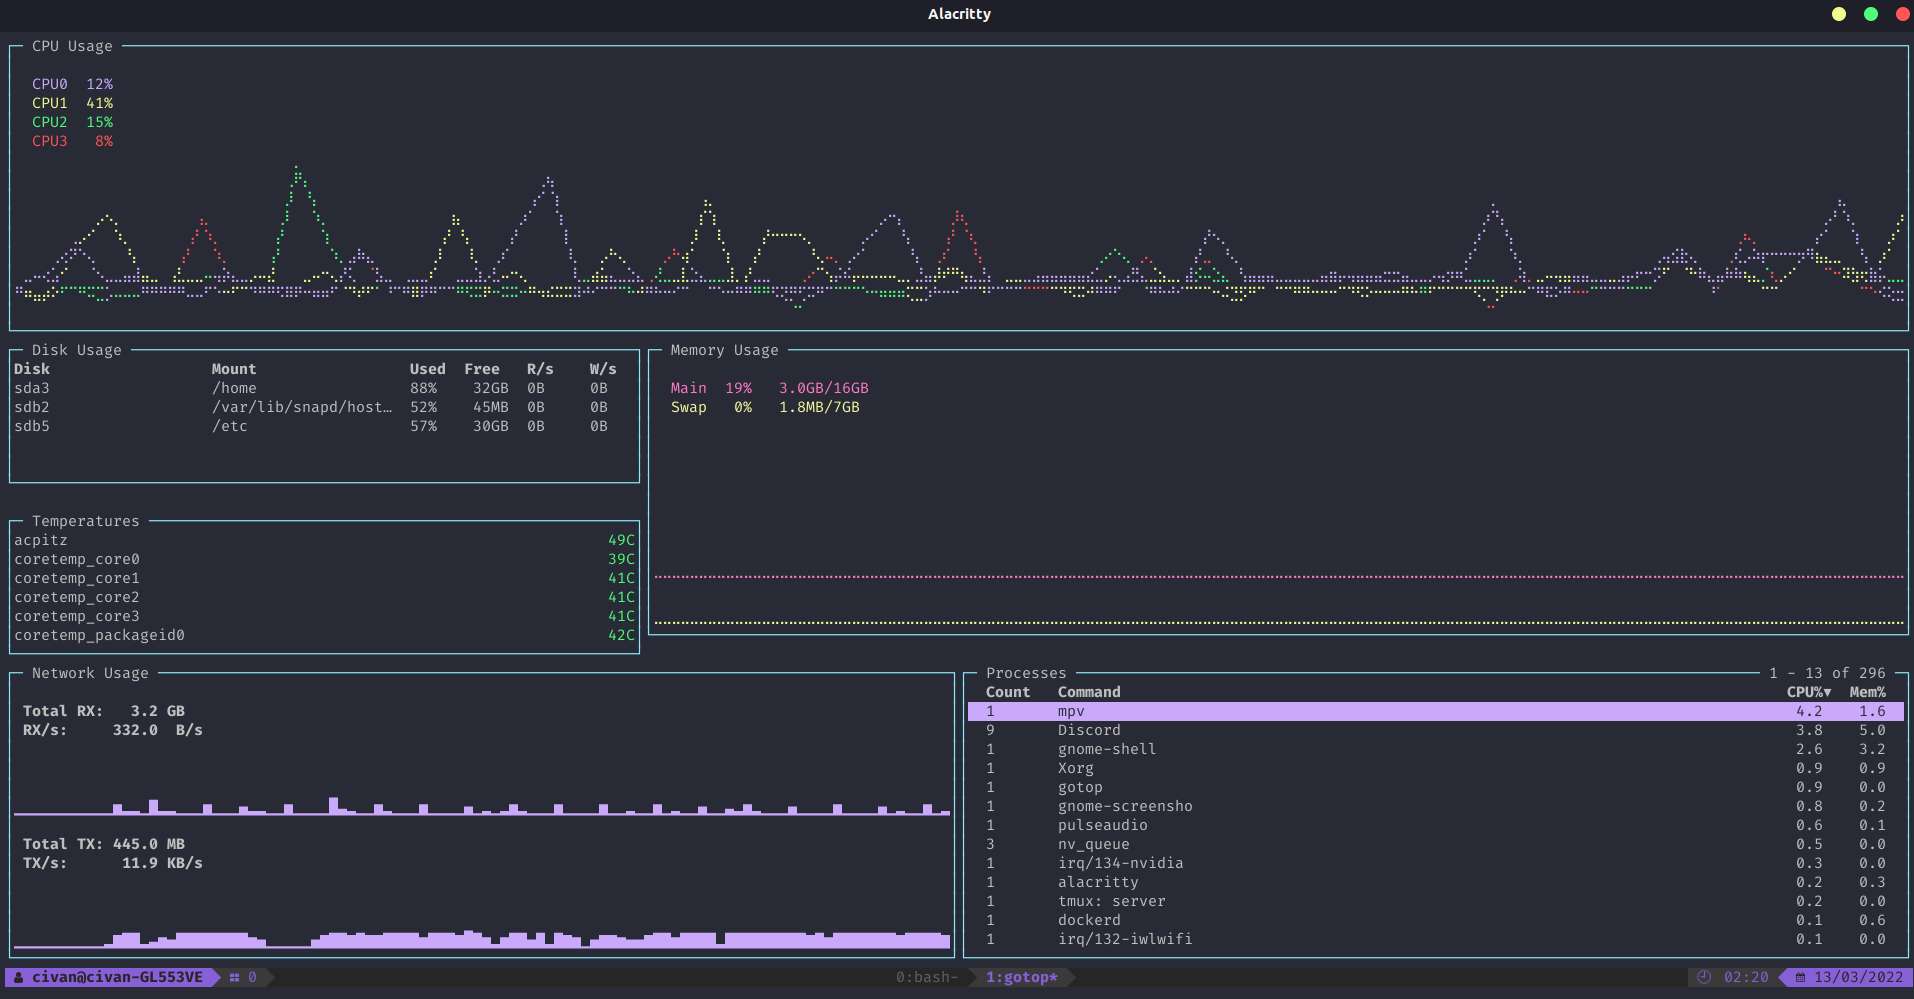 Alacritty
CPU Usage
CPU0 12%
CPU1 41%
CPU2 15%
CPU3 8%
Disk Usage
Disk Mount Used Free R/s W/s
sda3 /home 88% 32GB 0B 0B
sdb2 /var/lib/snapd/host… 52% 45MB 0B 0B
sdb5 /etc 57% 30GB 0B 0B
Memory Usage
Main 19% 3.0GB/16GB
Swap 0% 1.8MB/7GB
Temperatures
acpitz 49C
coretemp_core0 39C
coretemp_core1 41C
coretemp_core2 41C
coretemp_core3 41C
coretemp_packageid0 42C
Network Usage
Total RX: 3.2 GB
RX/s: 332.0 B/s
Total TX: 445.0 MB
TX/s: 11.9 KB/s
Processes 1 - 13 of 296
Count Command CPU%▼ Mem%
1 mpv 4.2 1.6
9 Discord 3.8 5.0
1 gnome-shell 2.6 3.2
1 Xorg 0.9 0.9
1 gotop 0.9 0.0
1 gnome-screensho 0.8 0.2
1 pulseaudio 0.6 0.1
3 nv_queue 0.5 0.0
1 irq/134-nvidia 0.3 0.0
1 alacritty 0.2 0.3
1 tmux: server 0.2 0.0
1 dockerd 0.1 0.6
1 irq/132-iwlwifi 0.1 0.0
civan@civan-GL553VE 0 0:bash- 1:gotop* 02:20 13/03/2022